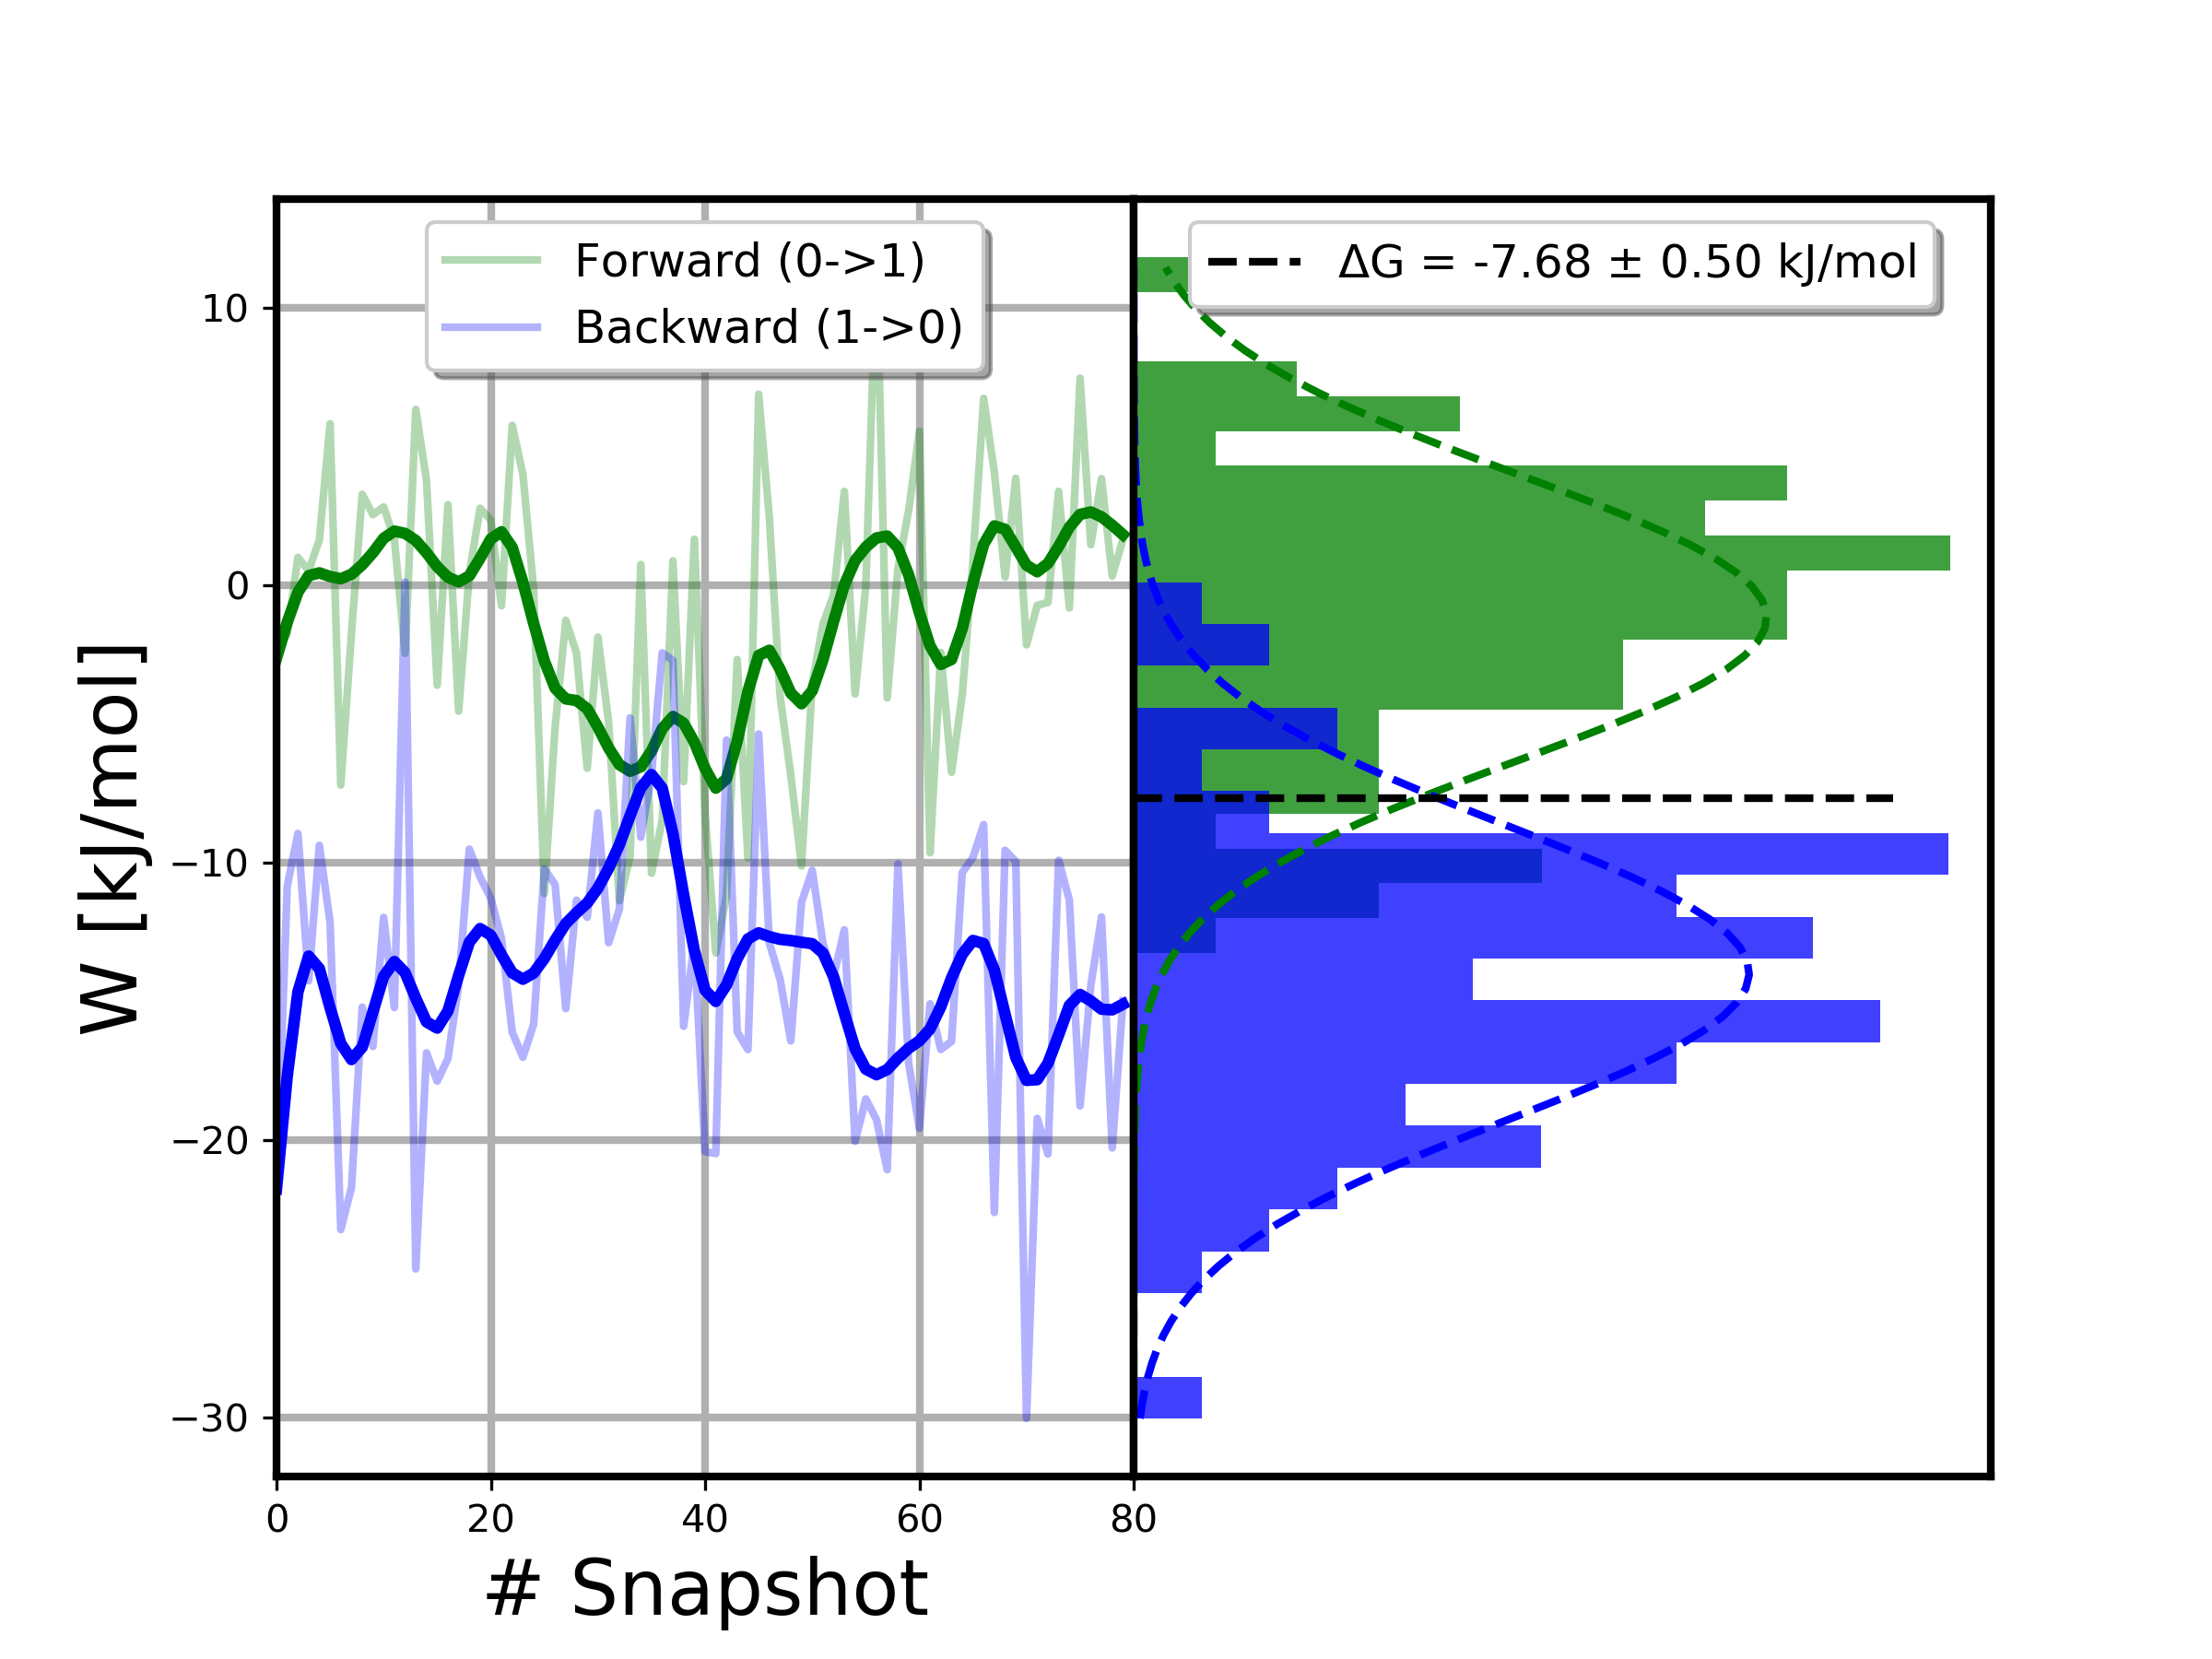 Forward (0->1)
Backward (1->0)
ΔG = -7.68 ± 0.50 kJ/mol
W [kJ/mol]
10
0
−10
−20
−30
0 20 40 60 80
# Snapshot